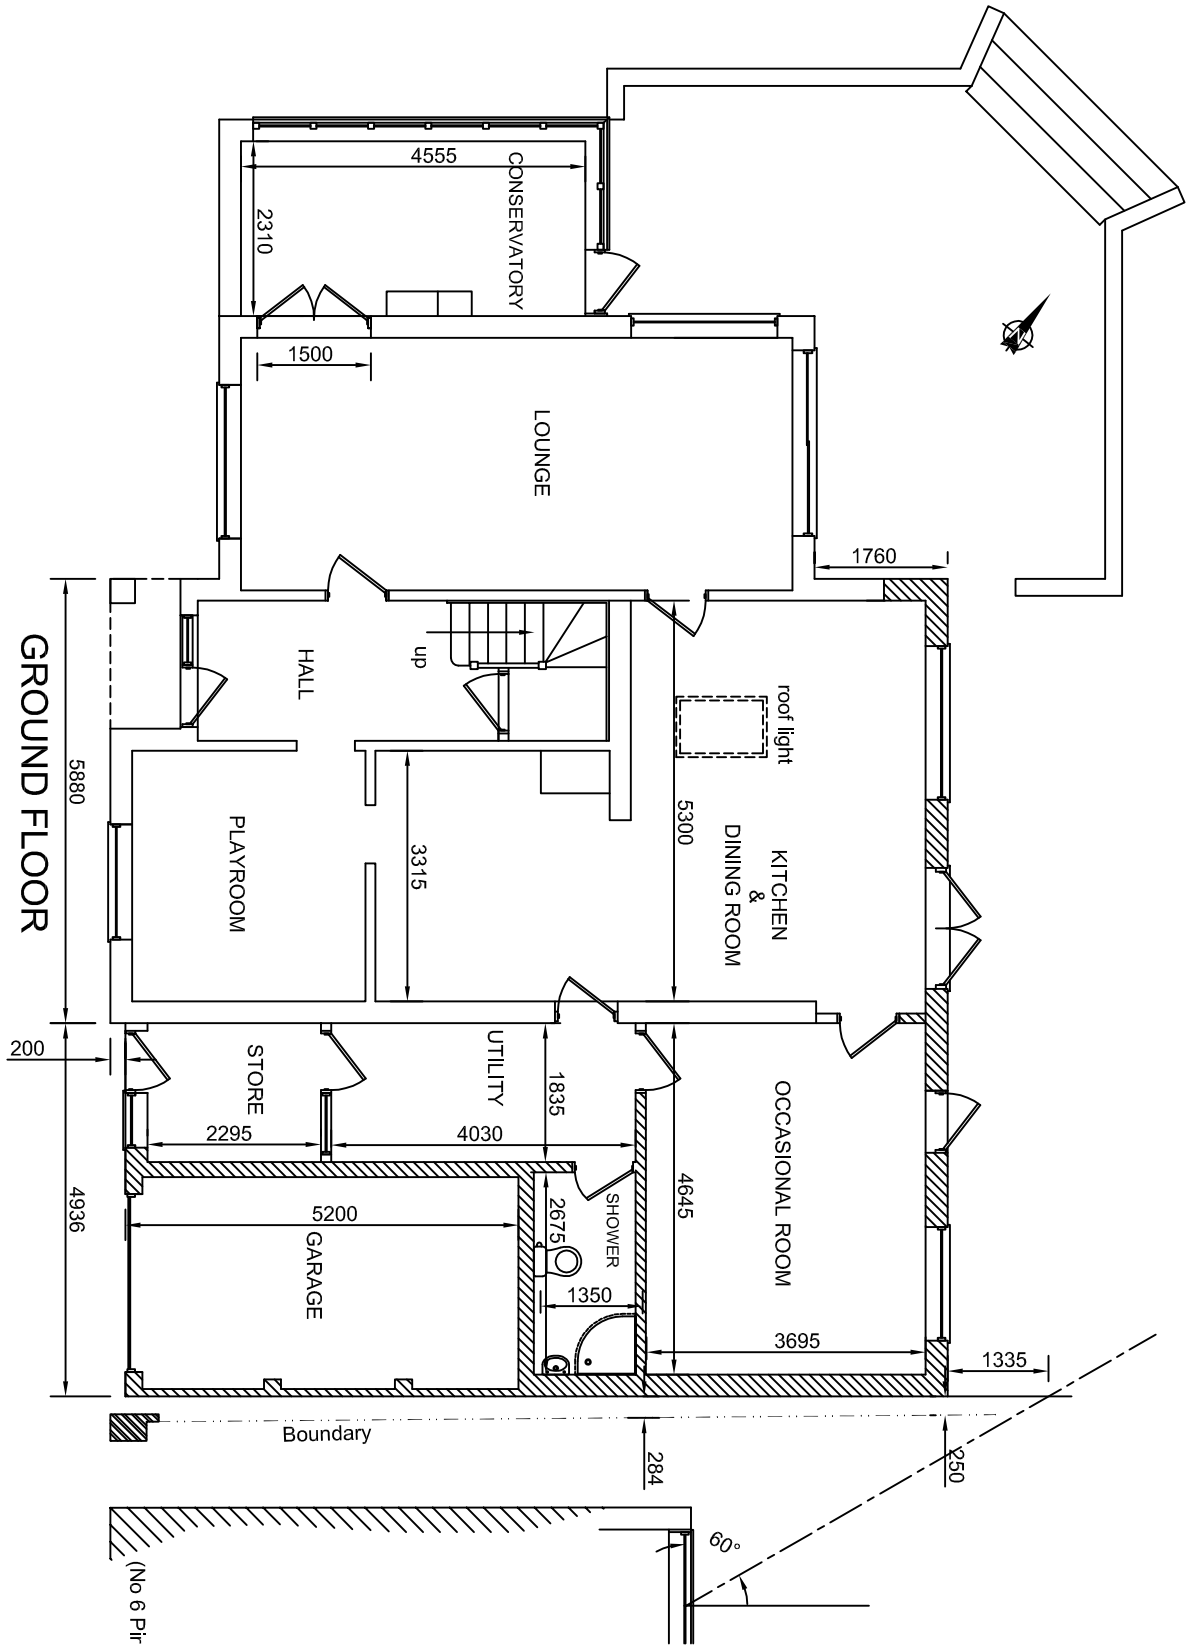 4555
CONSERVATORY
2310
1500
LOUNGE
N
1760
HALL
up
roof light
GROUND FLOOR
5880
PLAYROOM
3315
5300
KITCHEN
&
DINING ROOM
200
STORE
UTILITY
1835
OCCASIONAL ROOM
2295
4030
4936
5200
GARAGE
2675
SHOWER
4645
1350
3695
1335
Boundary
284
250
60°
(No 6 Pir